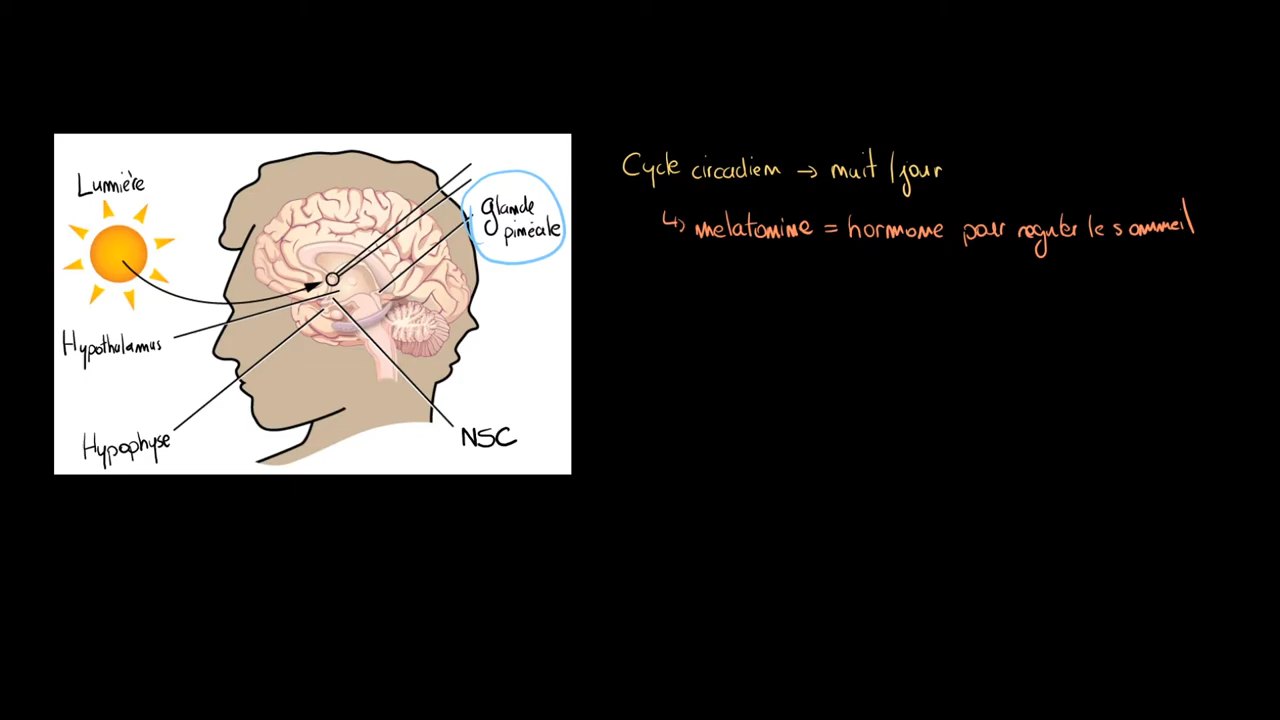 Lumière
glande
pinéale
Hypothalamus
Hypophyse
NSC
Cycle circadien → nuit / jour
↳ melatonine = hormone pour reguler le sommeil